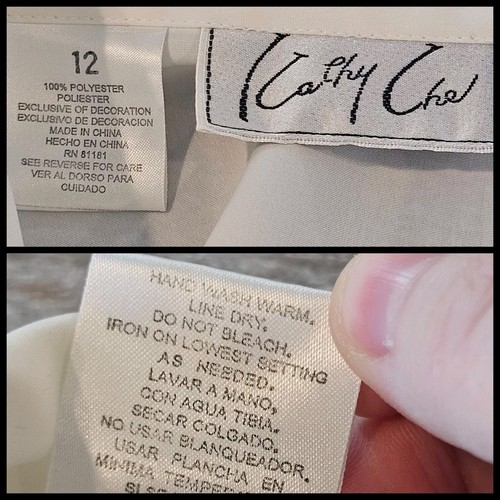 12
100% POLYESTER
POLIESTER
EXCLUSIVE OF DECORATION
EXCLUSIVO DE DECORACION
MADE IN CHINA
HECHO EN CHINA
RN 81181
SEE REVERSE FOR CARE
VER AL DORSO PARA
CUIDADO
Kathy Che
HAND WASH WARM.
LINE DRY.
DO NOT BLEACH.
IRON ON LOWEST SETTING
AS NEEDED.
LAVAR A MANO,
CON AGUA TIBIA.
SECAR COLGADO.
NO USAR BLANQUEADOR.
USAR PLANCHA EN
MINIMA